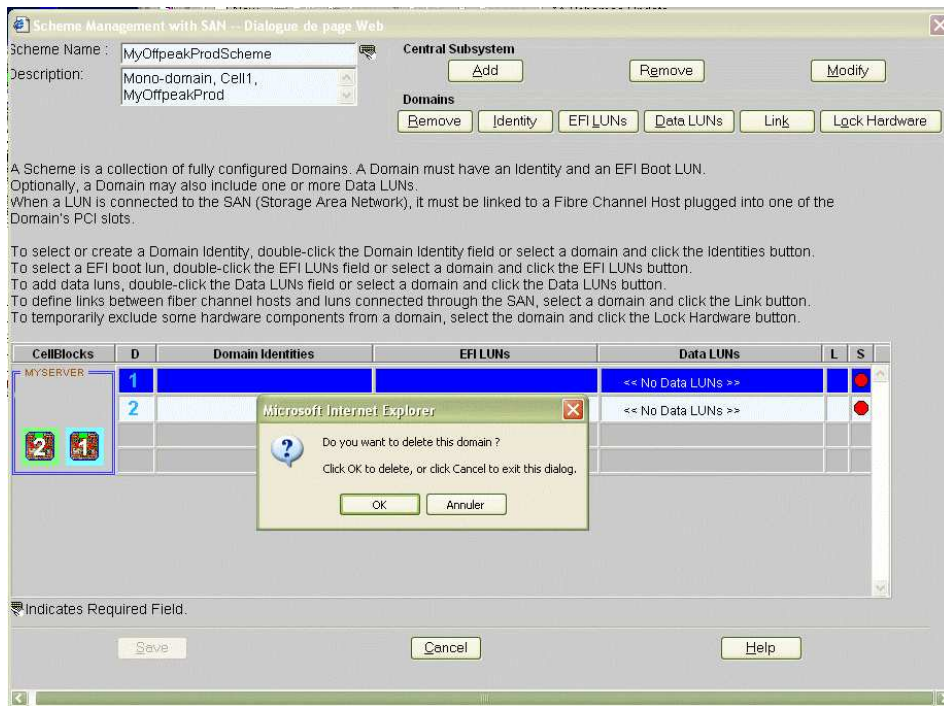 Scheme Management with SAN -- Dialogue de page Web
Scheme Name : MyOffpeakProdScheme
Description: Mono-domain, Cell1,
MyOffpeakProd
Central Subsystem
Add Remove Modify
Domains
Remove Identity EFI LUNs Data LUNs Link Lock Hardware
A Scheme is a collection of fully configured Domains. A Domain must have an Identity and an EFI Boot LUN.
Optionally, a Domain may also include one or more Data LUNs.
When a LUN is connected to the SAN (Storage Area Network), it must be linked to a Fibre Channel Host plugged into one of the
Domain's PCI slots.
To select or create a Domain Identity, double-click the Domain Identity field or select a domain and click the Identities button.
To select a EFI boot lun, double-click the EFI LUNs field or select a domain and click the EFI LUNs button.
To add data luns, double-click the Data LUNs field or select a domain and click the Data LUNs button.
To define links between fiber channel hosts and luns connected through the SAN, select a domain and click the Link button.
To temporarily exclude some hardware components from a domain, select the domain and click the Lock Hardware button.
CellBlocks D Domain Identities EFI LUNs Data LUNs L S
MYSERVER
1 << No Data LUNs >>
2 << No Data LUNs >>
2 1
Microsoft Internet Explorer
Do you want to delete this domain ?
Click OK to delete, or click Cancel to exit this dialog.
OK Annuler
Indicates Required Field.
Save Cancel Help